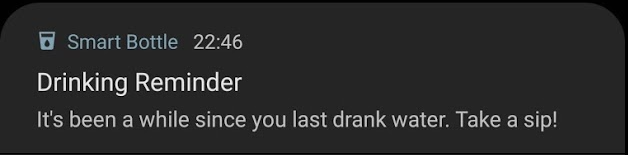 Smart Bottle 22:46
Drinking Reminder
It's been a while since you last drank water. Take a sip!